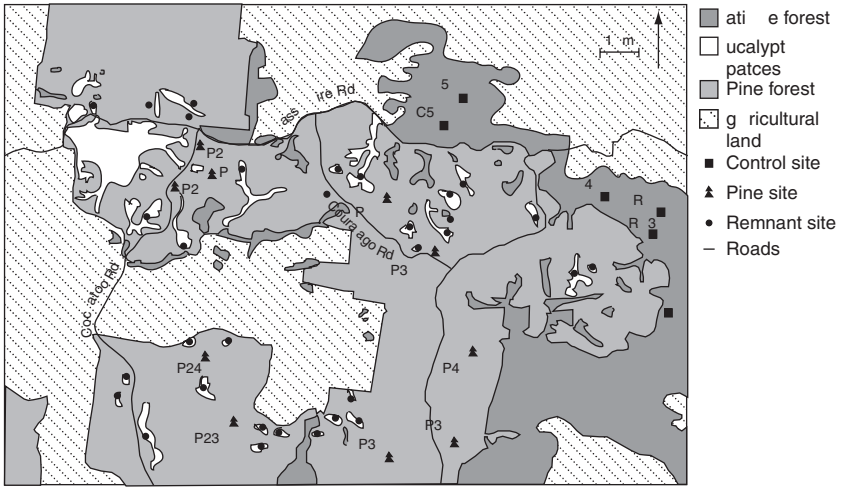 1 m
ati e forest
ucalypt
patces
Pine forest
g ricultural
land
Control site
Pine site
Remnant site
Roads
ass ire Rd
5
C5
P2
P
P2
4
R
R 3
P
Coura ago Rd
P3
Coc atoo Rd
P24
P4
P23
P3
P3